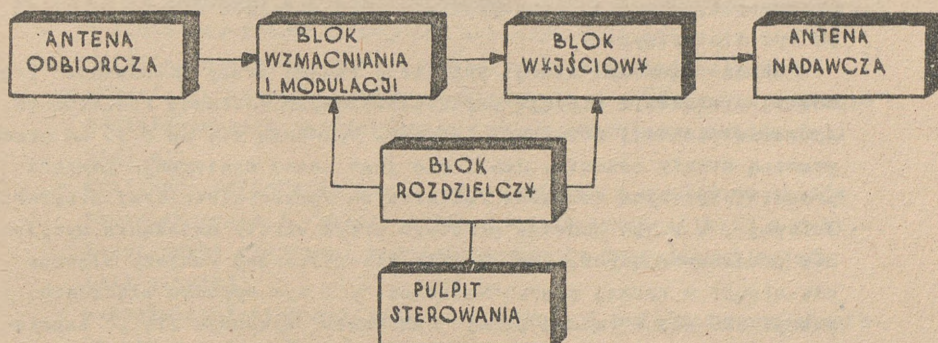 ANTENA
ODBIORCZA
BLOK
WZMACNIANIA
I MODULACJI
BLOK
WYJŚCIOWY
ANTENA
NADAWCZA
BLOK
ROZDZIELCZY
PULPIT
STEROWANIA